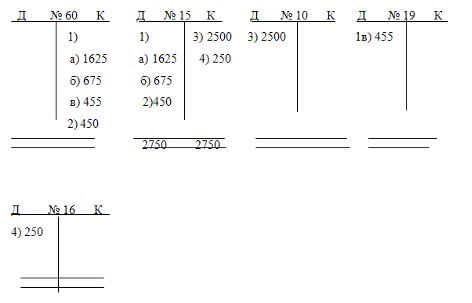 Д № 60 К
1)
а) 1625
б) 675
в) 455
2) 450
Д № 15 К
1) 3) 2500
а) 1625 4) 250
б) 675
2)450
2750 2750
Д № 10 К
3) 2500
Д № 19 К
1в) 455
Д № 16 К
4) 250